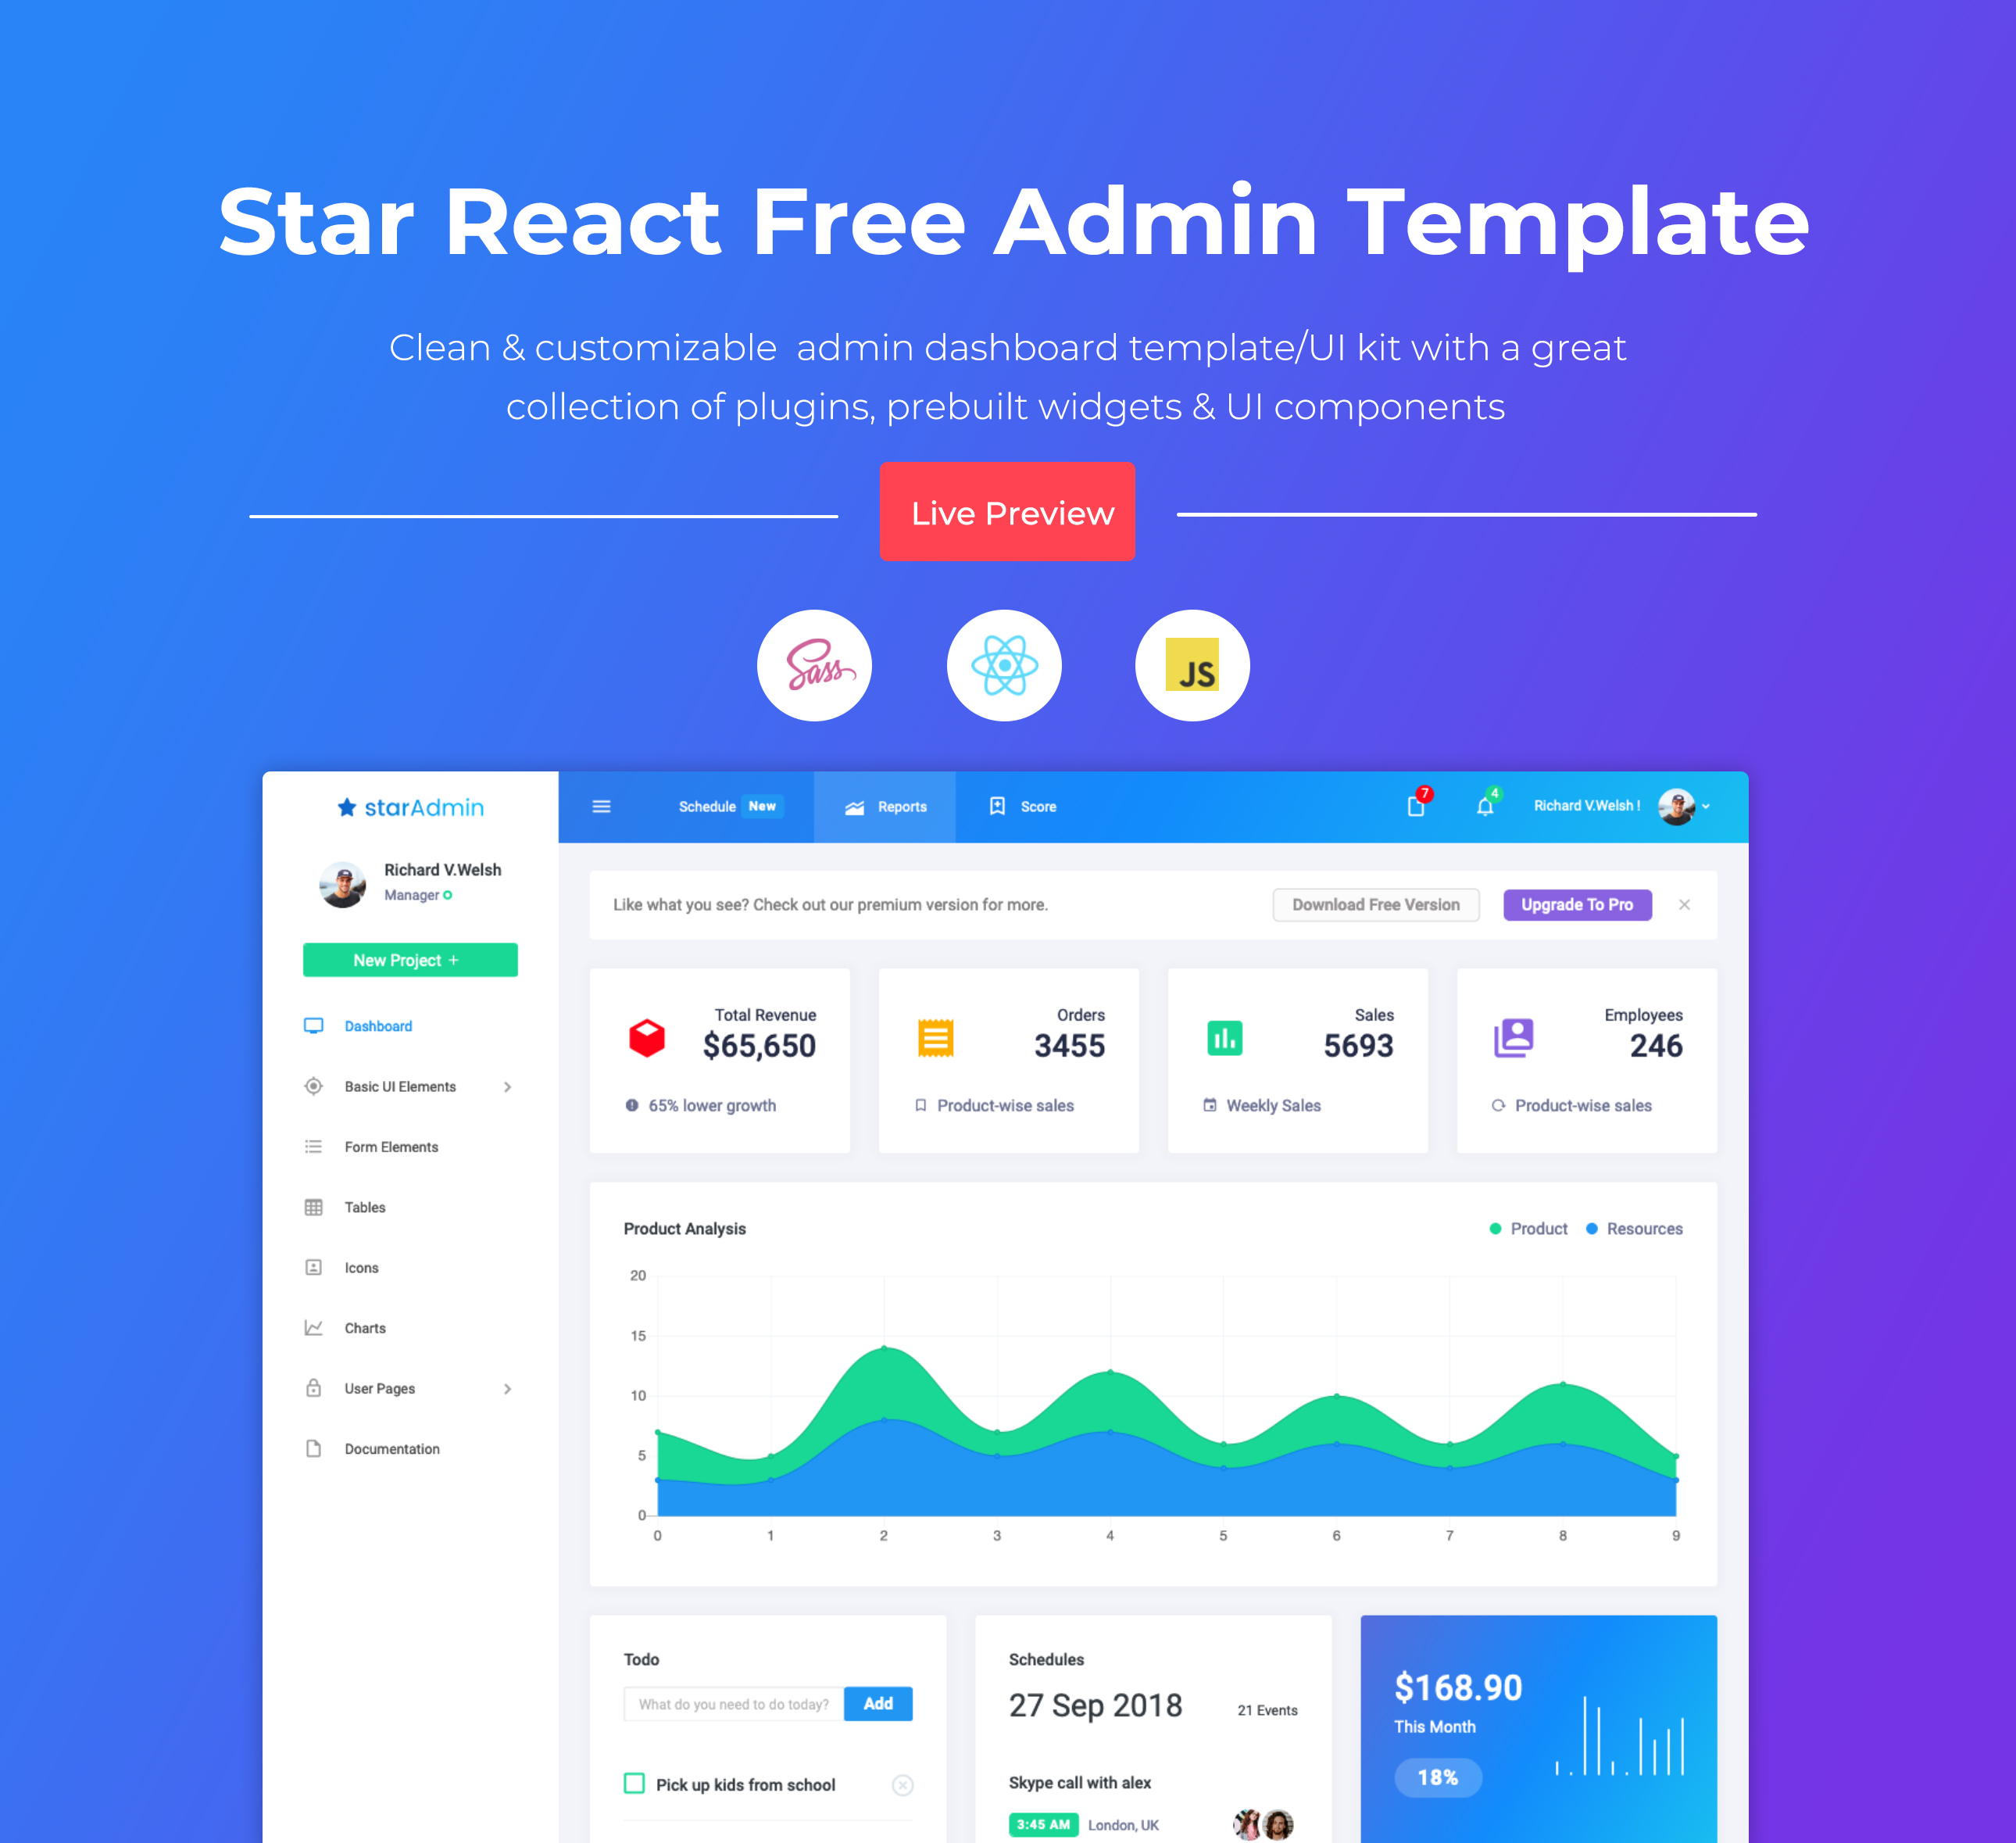 Star React Free Admin Template
Clean & customizable admin dashboard template/UI kit with a great
collection of plugins, prebuilt widgets & UI components
Live Preview
Sass
JS
starAdmin
Schedule New
Reports
Score
7
4
Richard V.Welsh !
Richard V.Welsh
Manager
New Project +
Dashboard
Basic UI Elements
Form Elements
Tables
Icons
Charts
User Pages
Documentation
Like what you see? Check out our premium version for more.
Download Free Version
Upgrade To Pro
Total Revenue
$65,650
65% lower growth
Orders
3455
Product-wise sales
Sales
5693
Weekly Sales
Employees
246
Product-wise sales
Product Analysis
Product
Resources
20
15
10
5
0
0 1 2 3 4 5 6 7 8 9
Todo
What do you need to do today?
Add
Pick up kids from school
Schedules
27 Sep 2018
21 Events
Skype call with alex
3:45 AM
London, UK
$168.90
This Month
18%